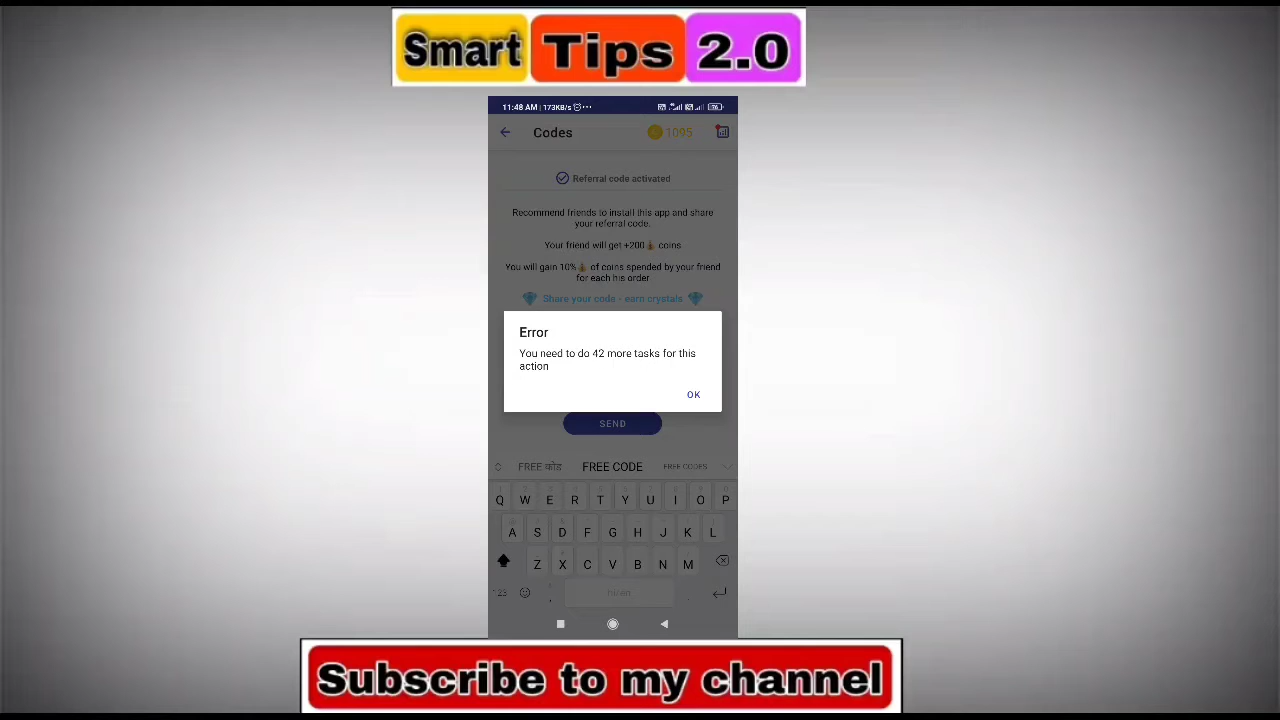 Smart Tips 2.0
11:48 AM | 173KB/s
Codes 1095
Referral code activated
Recommend friends to install this app and share
your referral code.
Your friend will get +200 coins
You will gain 10% of coins spended by your friend
for each his order
Share your code - earn crystals
Error
You need to do 42 more tasks for this
action
OK
SEND
FREE कोड FREE CODE FREE CODES
Q W E R T Y U I O P
A S D F G H J K L
Z X C V B N M
123 , .
Subscribe to my channel